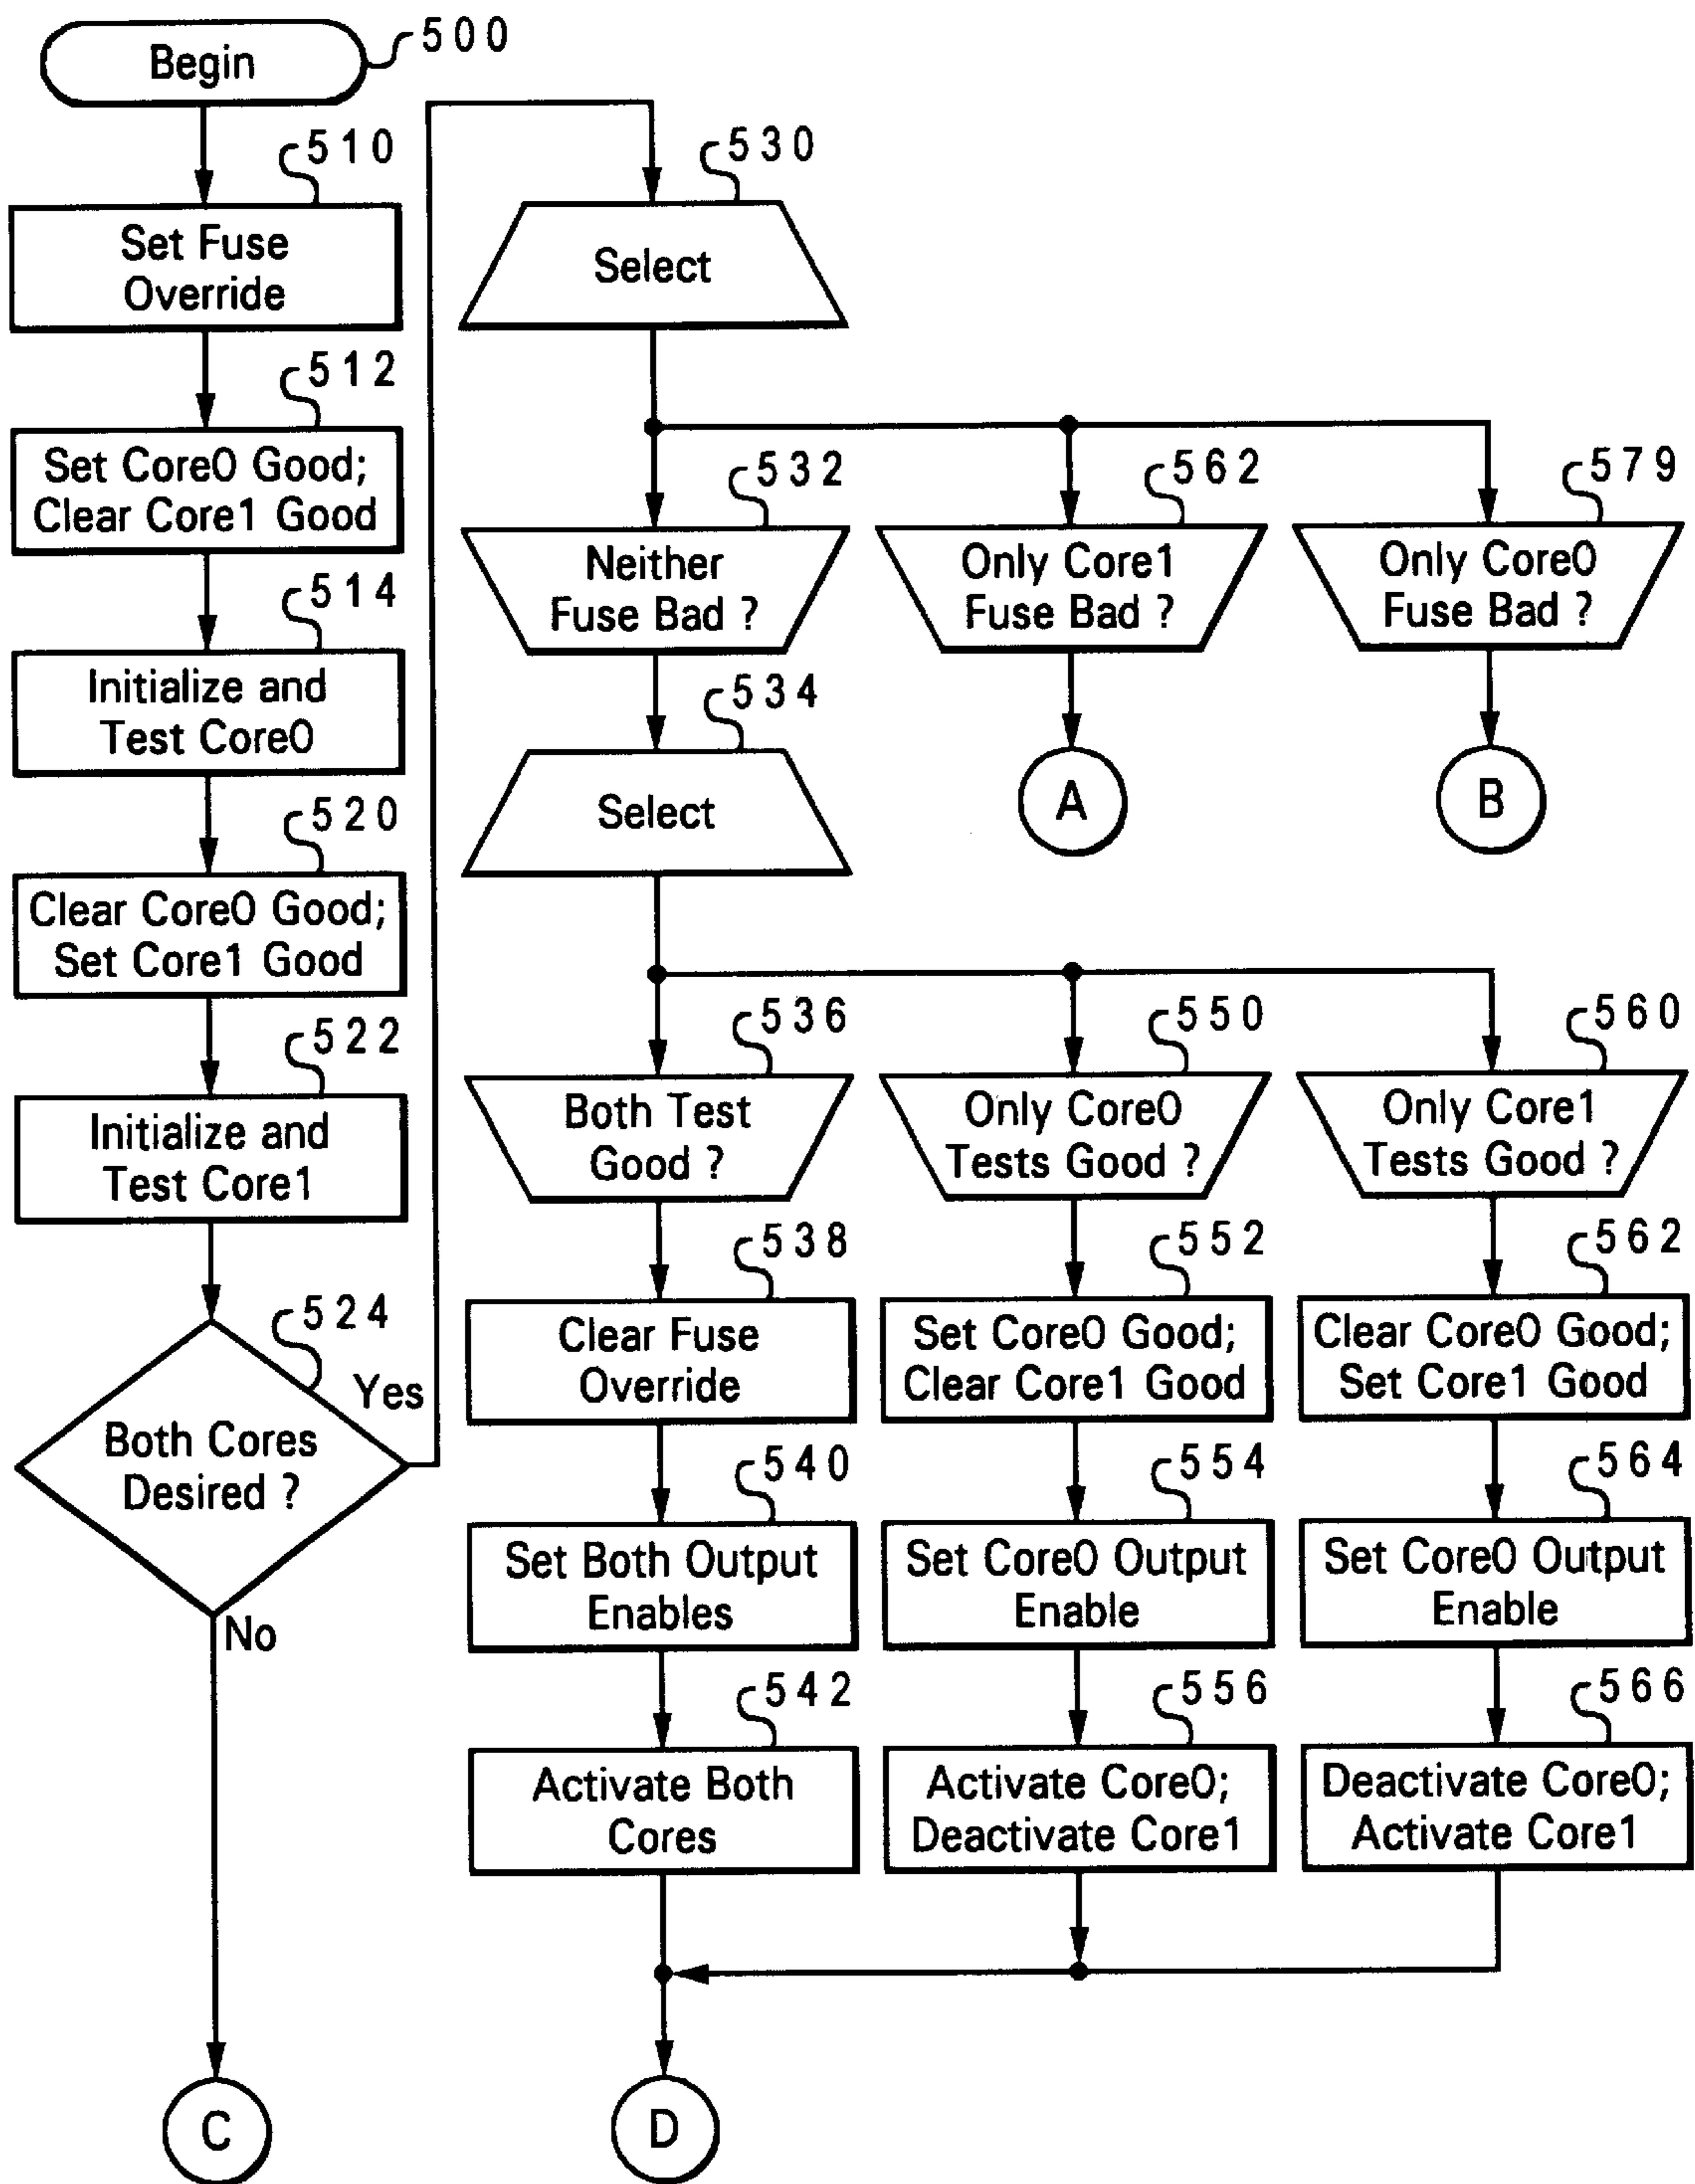 Begin
500
510
Set Fuse
Override
512
Set Core0 Good;
Clear Core1 Good
514
Initialize and
Test Core0
520
Clear Core0 Good;
Set Core1 Good
522
Initialize and
Test Core1
524
Both Cores
Desired ?
Yes
No
C
530
Select
532
Neither
Fuse Bad ?
562
Only Core1
Fuse Bad ?
A
579
Only Core0
Fuse Bad ?
B
534
Select
536
Both Test
Good ?
538
Clear Fuse
Override
540
Set Both Output
Enables
542
Activate Both
Cores
550
Only Core0
Tests Good ?
552
Set Core0 Good;
Clear Core1 Good
554
Set Core0 Output
Enable
556
Activate Core0;
Deactivate Core1
560
Only Core1
Tests Good ?
562
Clear Core0 Good;
Set Core1 Good
564
Set Core0 Output
Enable
566
Deactivate Core0;
Activate Core1
D